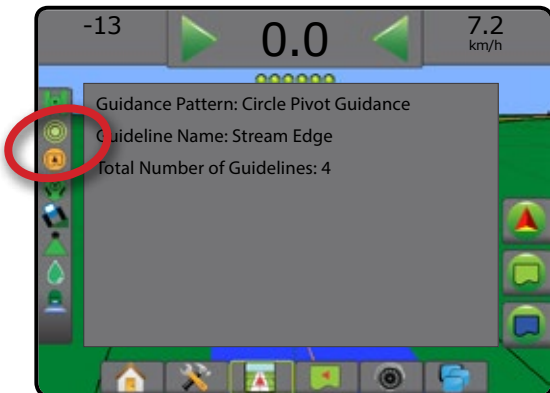 -13
0.0
7.2
km/h
Guidance Pattern: Circle Pivot Guidance
Guideline Name: Stream Edge
Total Number of Guidelines: 4